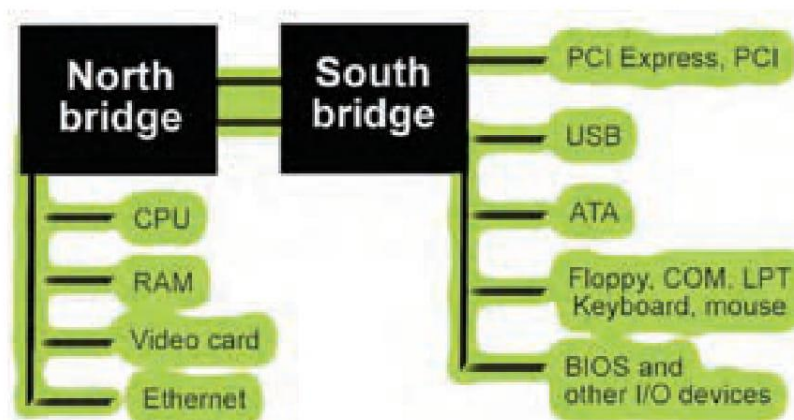 North
bridge
South
bridge
CPU
RAM
Video card
Ethernet
PCI Express, PCI
USB
ATA
Floppy, COM, LPT
Keyboard, mouse
BIOS and
other I/O devices